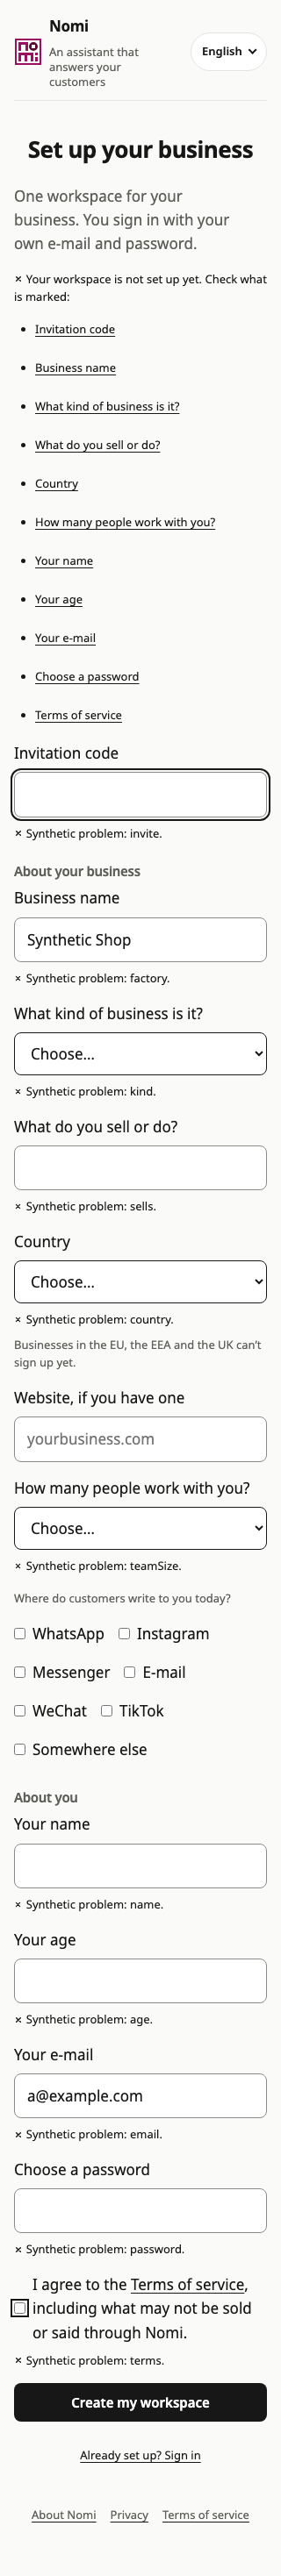 Nomi
An assistant that
answers your
customers
English
Set up your business
One workspace for your
business. You sign in with your
own e-mail and password.
× Your workspace is not set up yet. Check what
is marked:
• Invitation code
• Business name
• What kind of business is it?
• What do you sell or do?
• Country
• How many people work with you?
• Your name
• Your age
• Your e-mail
• Choose a password
• Terms of service
Invitation code
× Synthetic problem: invite.
About your business
Business name
Synthetic Shop
× Synthetic problem: factory.
What kind of business is it?
Choose...
× Synthetic problem: kind.
What do you sell or do?
× Synthetic problem: sells.
Country
Choose...
× Synthetic problem: country.
Businesses in the EU, the EEA and the UK can’t
sign up yet.
Website, if you have one
yourbusiness.com
How many people work with you?
Choose...
× Synthetic problem: teamSize.
Where do customers write to you today?
WhatsApp Instagram
Messenger E-mail
WeChat TikTok
Somewhere else
About you
Your name
× Synthetic problem: name.
Your age
× Synthetic problem: age.
Your e-mail
a@example.com
× Synthetic problem: email.
Choose a password
× Synthetic problem: password.
I agree to the Terms of service,
including what may not be sold
or said through Nomi.
× Synthetic problem: terms.
Create my workspace
Already set up? Sign in
About Nomi Privacy Terms of service